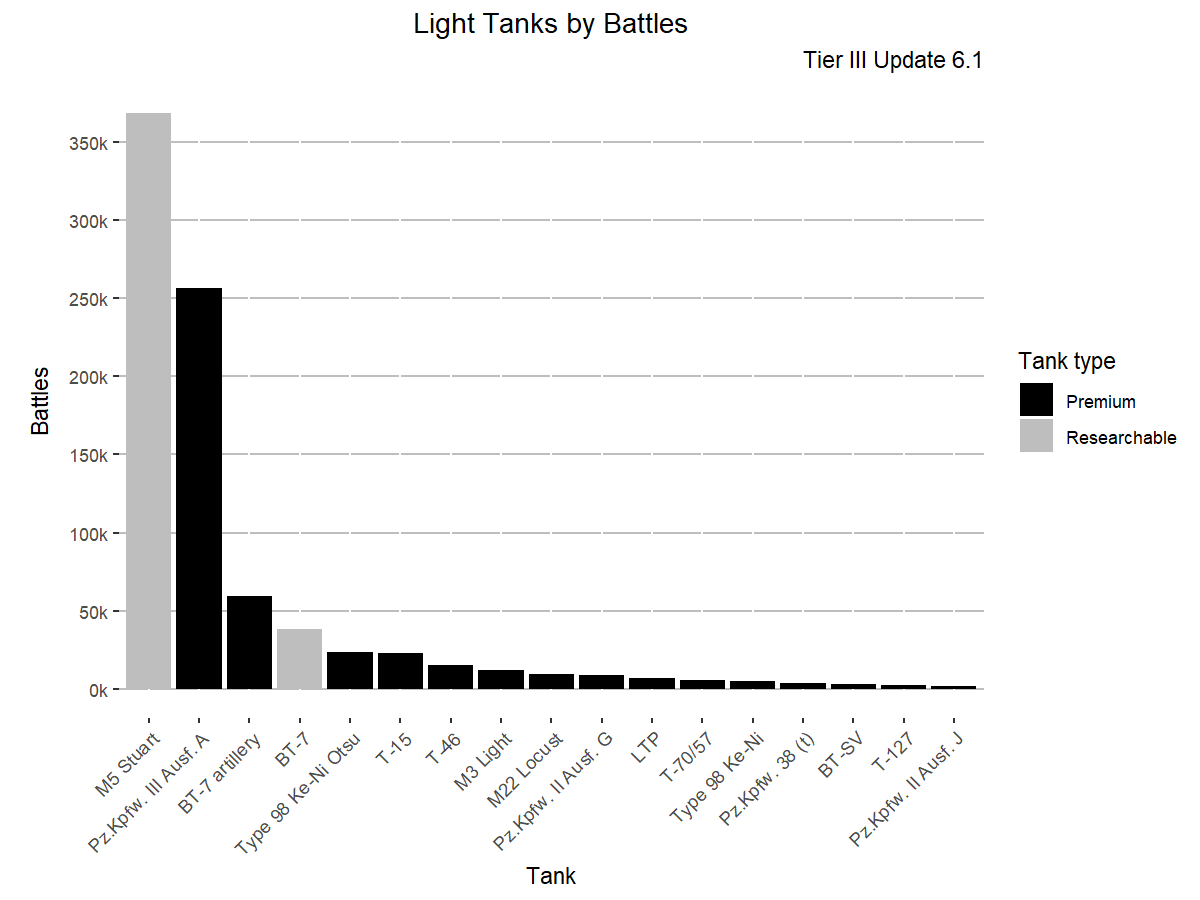 Light Tanks by Battles
Tier III Update 6.1
350k
300k
250k
200k
150k
100k
50k
0k
Battles
M5 Stuart
Pz.Kpfw. III Ausf. A
BT-7 artillery
BT-7
Type 98 Ke-Ni Otsu
T-15
T-46
M3 Light
M22 Locust
Pz.Kpfw. II Ausf. G
LTP
T-70/57
Type 98 Ke-Ni
Pz.Kpfw. 38 (t)
BT-SV
T-127
Pz.Kpfw. II Ausf. J
Tank
Tank type
Premium
Researchable